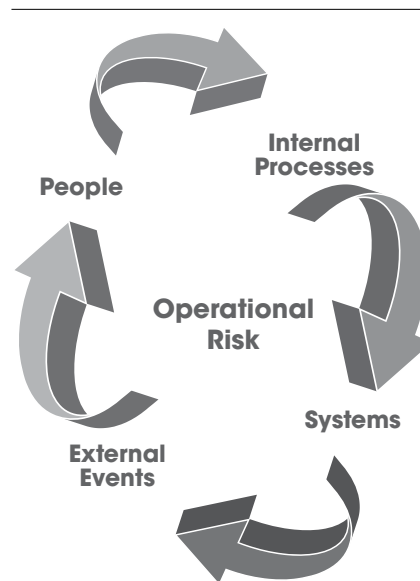 People
Internal
Processes
Operational
Risk
Systems
External
Events